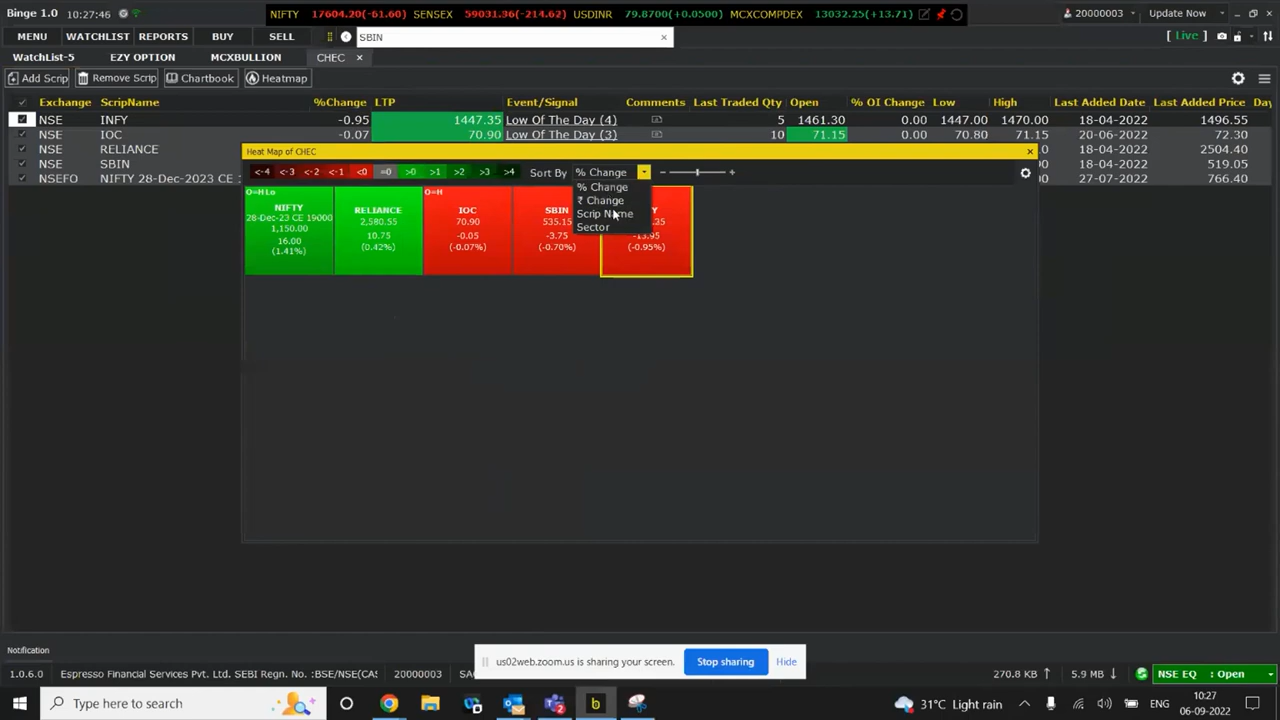 Binge 1.0
10:27:46
NIFTY 17604.20(-61.60) SENSEX 59031.36(-214.62) USDINR 79.8700(+0.0500) MCXCOMPDEX 13032.25(+13.71)
20000003 Update Now
MENU WATCHLIST REPORTS BUY SELL SBIN × [ Live ]
WatchList-5 EZY OPTION MCXBULLION CHEC ×
Add Scrip Remove Scrip Chartbook Heatmap
Exchange ScripName %Change LTP Event/Signal Comments Last Traded Qty Open % OI Change Low High Last Added Date Last Added Price Day
NSE INFY -0.95 1447.35 Low Of The Day (4) 5 1461.30 0.00 1447.00 1470.00 18-04-2022 1496.55
NSE IOC -0.07 70.90 Low Of The Day (3) 10 71.15 0.00 70.80 71.15 20-06-2022 72.30
NSE RELIANCE 18-04-2022 2504.40
NSE SBIN 18-04-2022 519.05
NSEFO NIFTY 28-Dec-2023 CE 27-07-2022 766.40
Heat Map of CHEC
<-4 <-3 <-2 <-1 <0 =0 >0 >1 >2 >3 >4 Sort By % Change
% Change
₹ Change
Scrip Name
Sector
O=H Lo
NIFTY
28-Dec-23 CE 19000
1,150.00
16.00
(1.41%)
RELIANCE
2,580.55
10.75
(0.42%)
O=H
IOC
70.90
-0.05
(-0.07%)
SBIN
535.15
-3.75
(-0.70%)
-13.95
(-0.95%)
Notification
us02web.zoom.us is sharing your screen. Stop sharing Hide
1.0.6.0 Espresso Financial Services Pvt. Ltd. SEBI Regn. No. :BSE/NSE(CAS 20000003 270.8 KB ↑ 5.9 MB ↓ NSE EQ : Open
Type here to search
31°C Light rain
ENG
10:27
06-09-2022